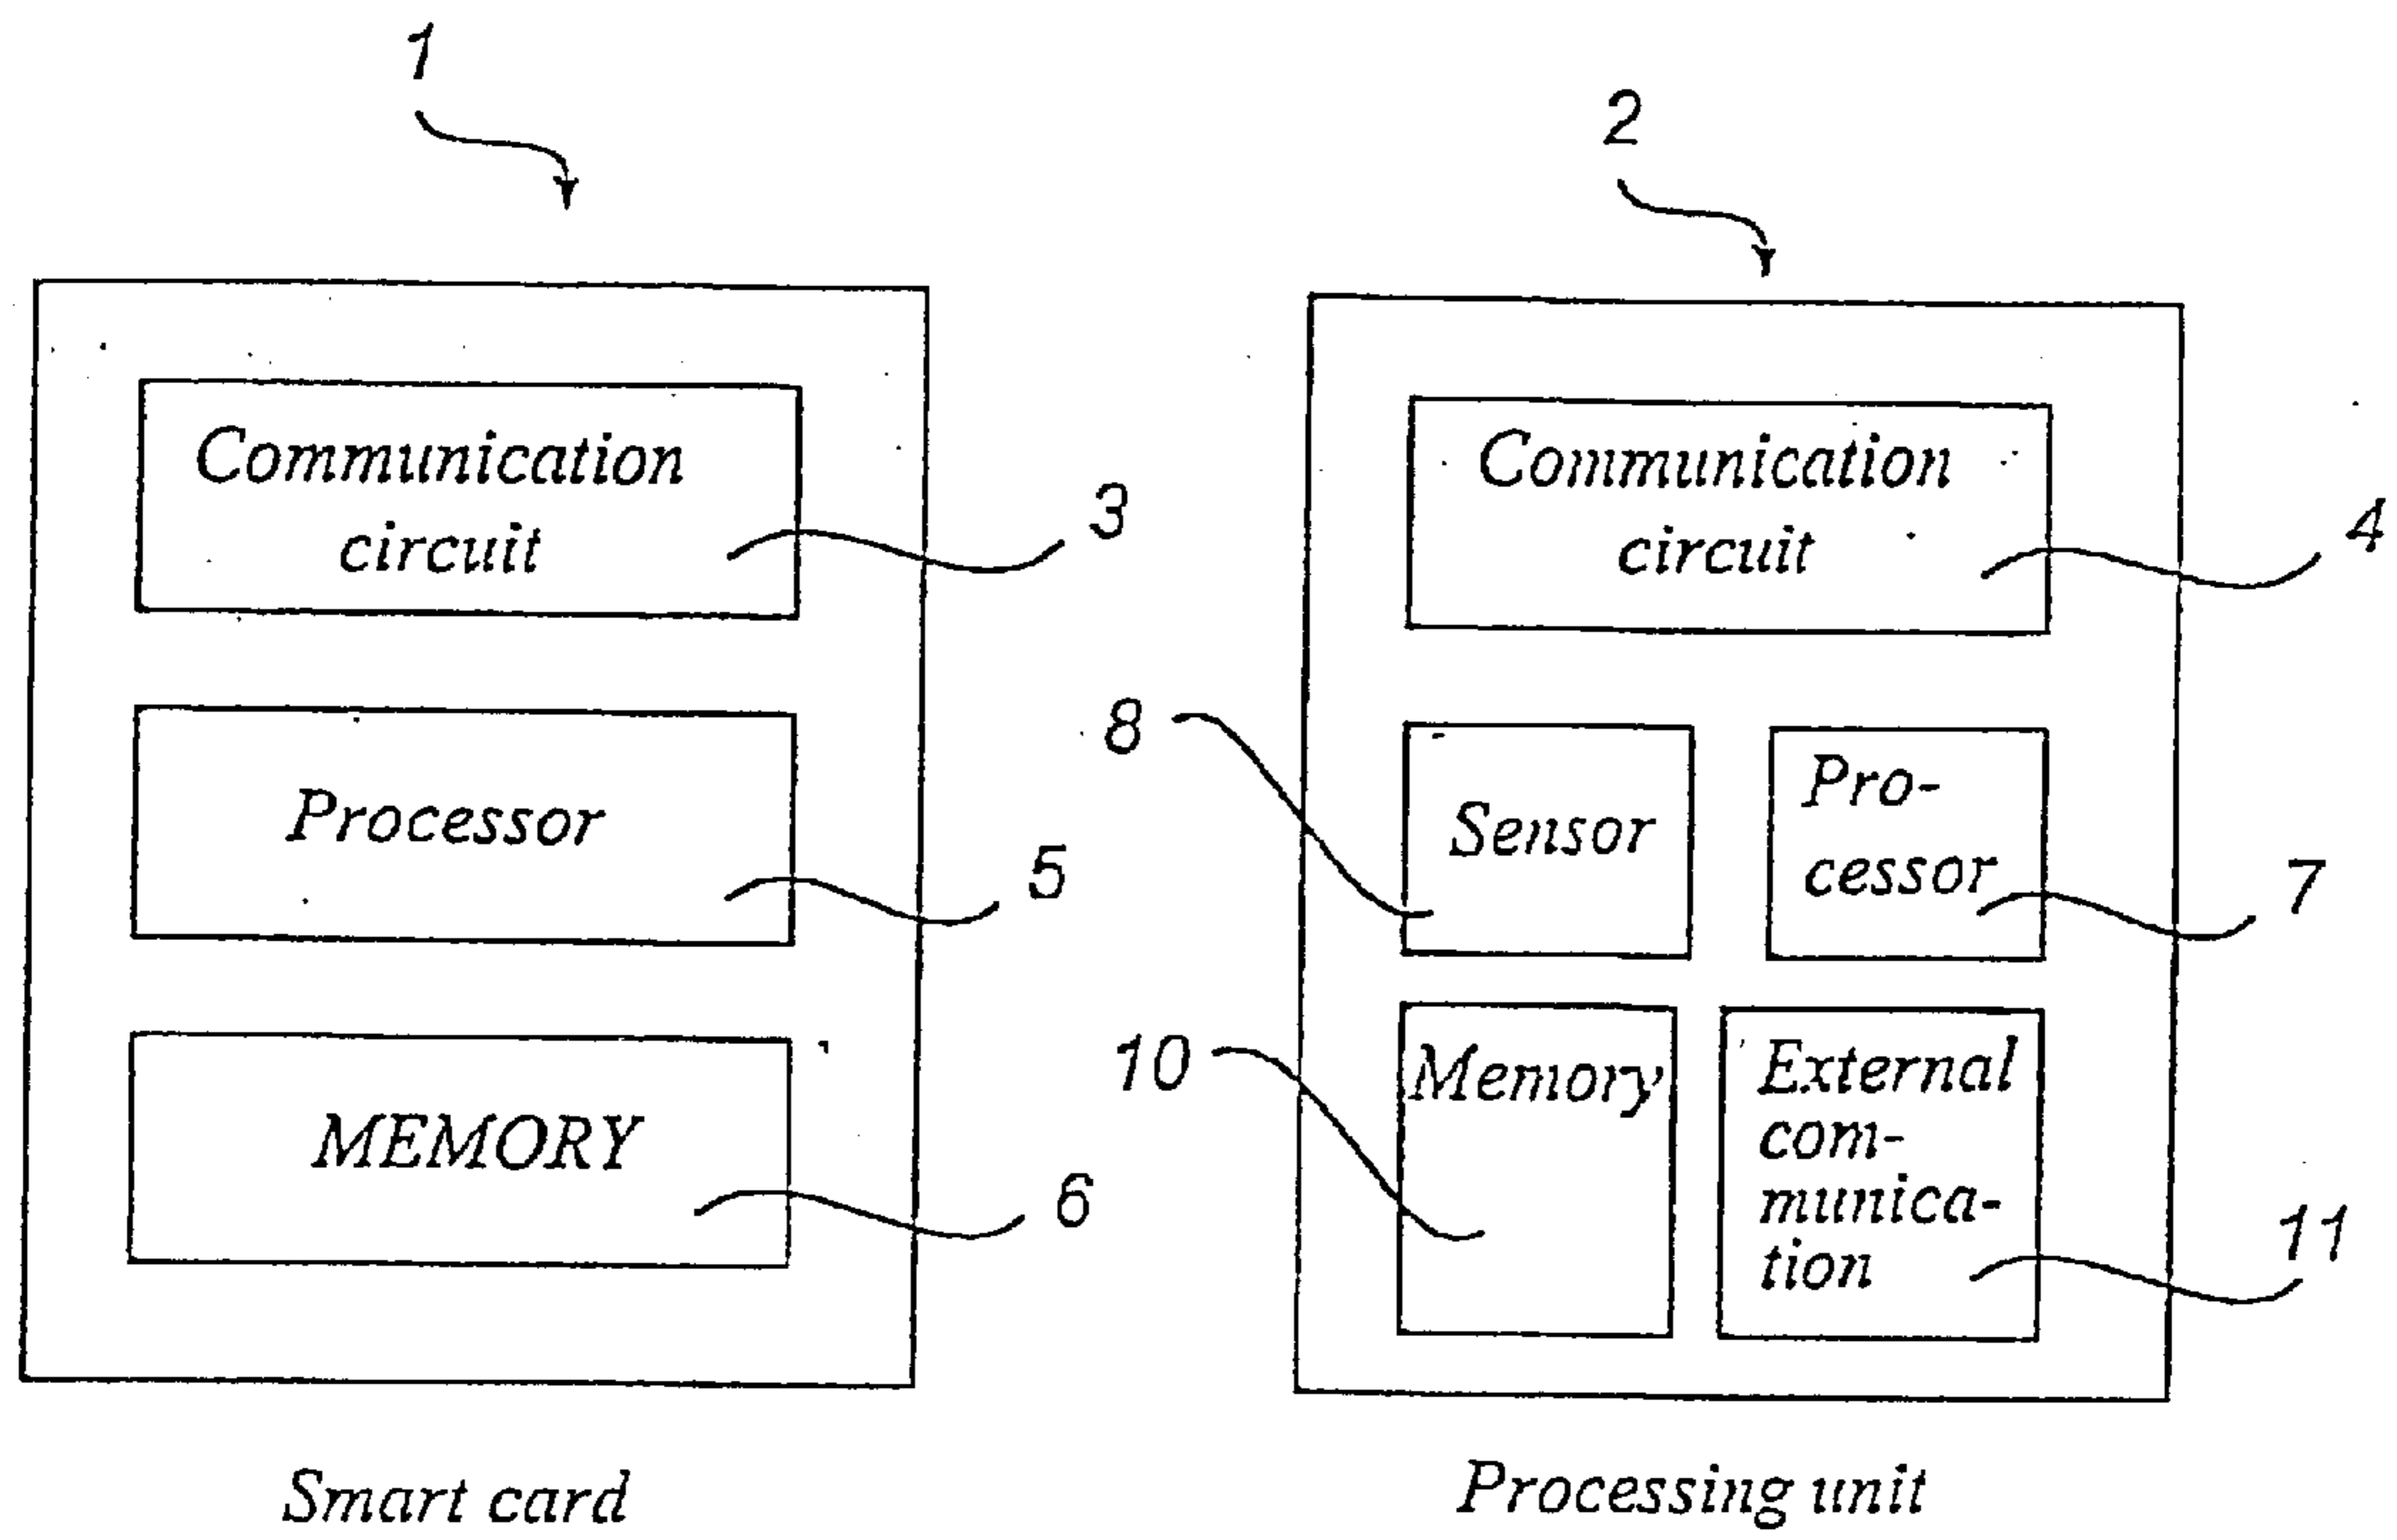 1
2
Communication
circuit
3
Processor
5
MEMORY
6
Smart card
Communication
circuit
4
8
Sensor
Pro-
cessor
7
10
Memory
External
com-
munica-
tion
11
Processing unit